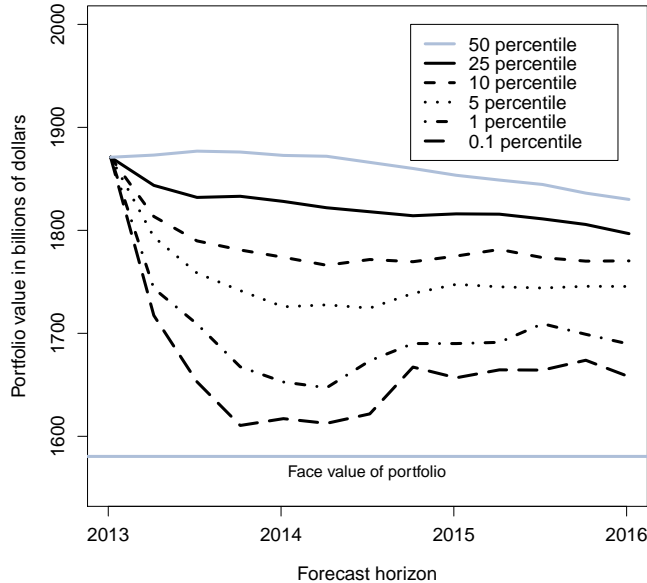 Portfolio value in billions of dollars
2000
1900
1800
1700
1600
50 percentile
25 percentile
10 percentile
5 percentile
1 percentile
0.1 percentile
Face value of portfolio
2013
2014
2015
2016
Forecast horizon